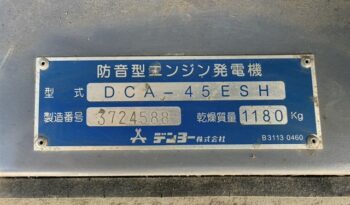 防音型エンジン発電機
型式 DCA-45ESH
製造番号 3724588 乾燥質量 1180 Kg
デンヨー株式会社 B3113 0460